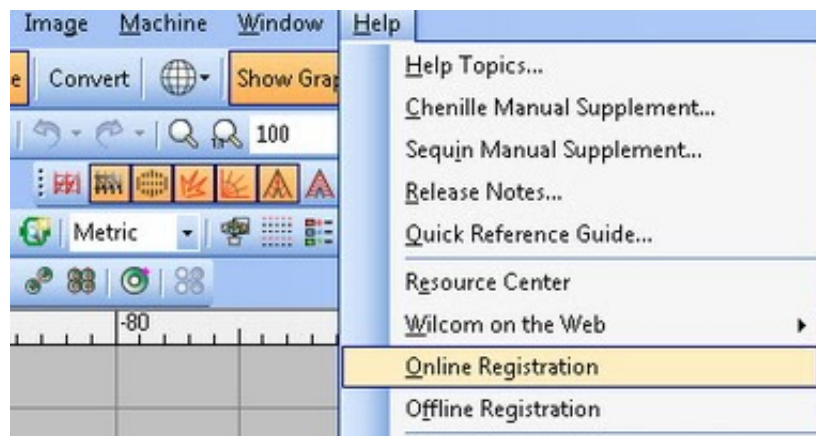 Image Machine Window Help
e Convert Show Grap
100
Metric
-80
Help Topics...
Chenille Manual Supplement...
Sequin Manual Supplement...
Release Notes...
Quick Reference Guide...
Resource Center
Wilcom on the Web
Online Registration
Offline Registration